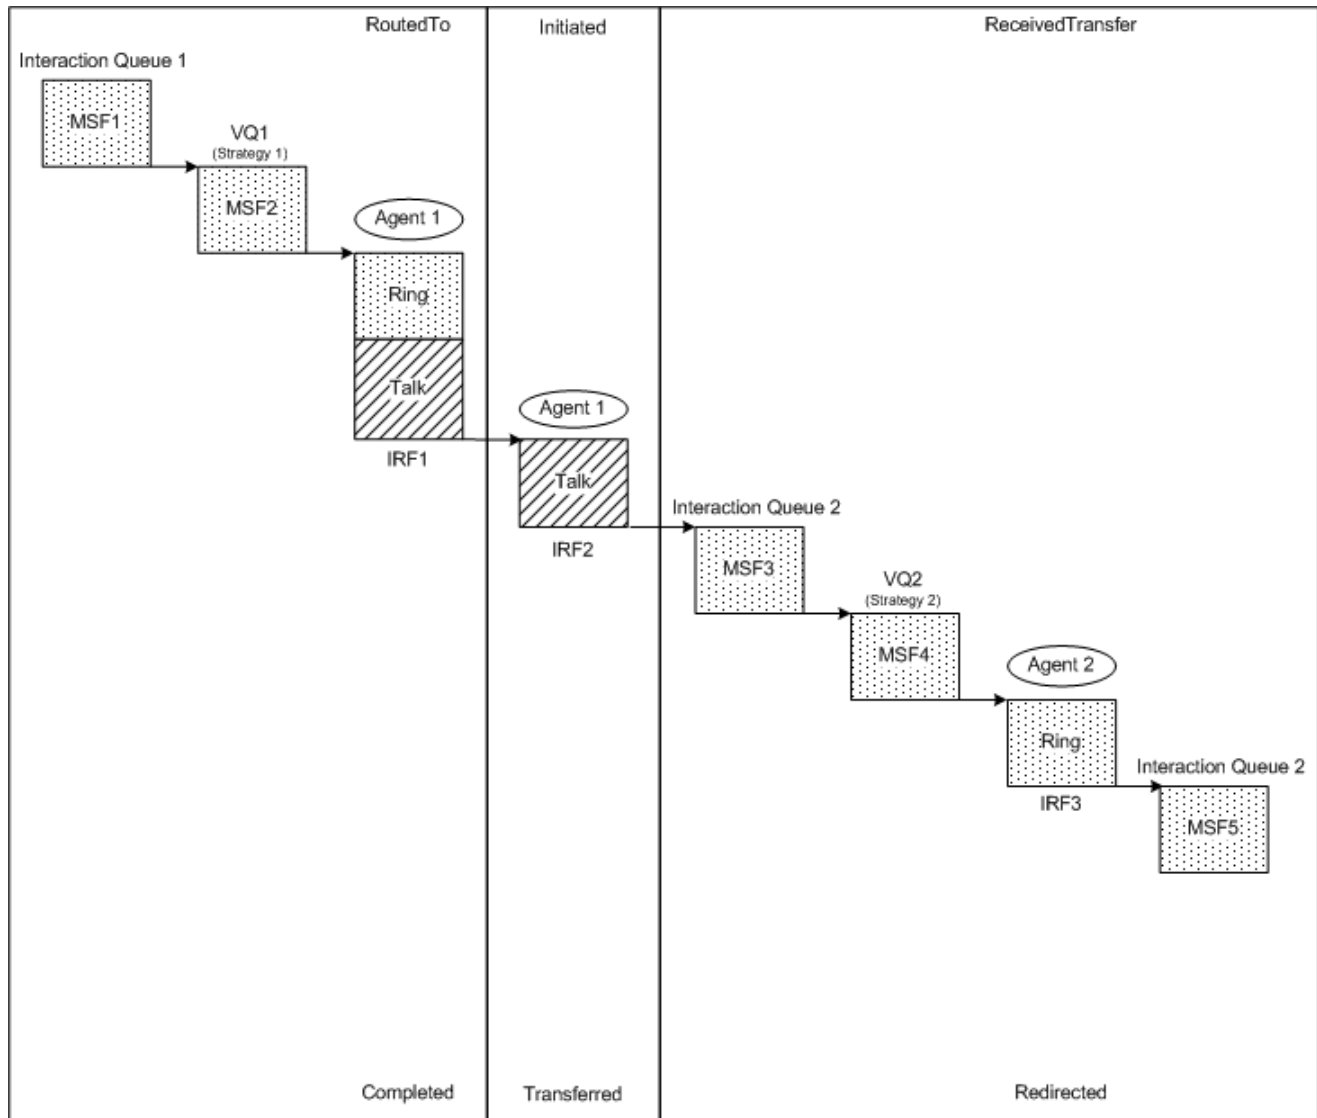 RoutedTo
Initiated
ReceivedTransfer
Interaction Queue 1
MSF1
VQ1
(Strategy 1)
MSF2
Agent 1
Ring
Talk
IRF1
Agent 1
Talk
IRF2
Interaction Queue 2
MSF3
VQ2
(Strategy 2)
MSF4
Agent 2
Ring
IRF3
Interaction Queue 2
MSF5
Completed
Transferred
Redirected